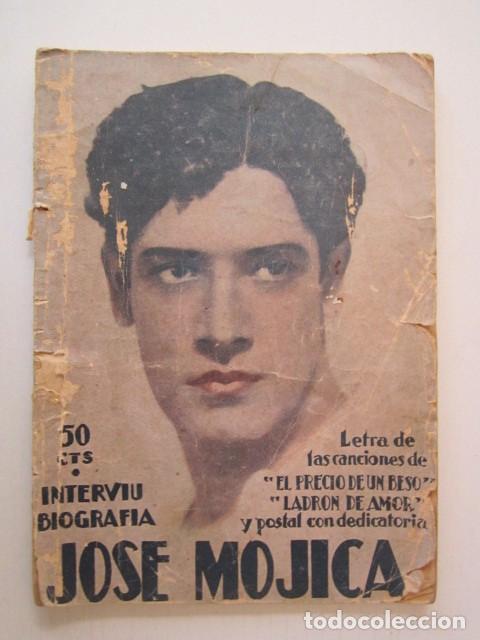 50
CTS
•
INTERVIU
BIOGRAFIA
Letra de
las canciones de
"EL PRECIO DE UN BESO"
"LADRON DE AMOR"
y postal con dedicatoria
JOSE MOJICA
todocoleccion.net